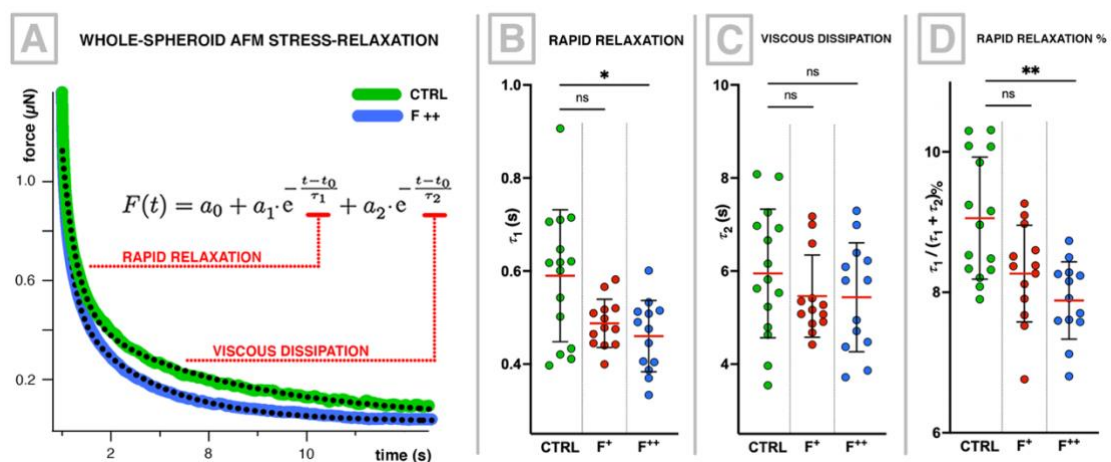 A
WHOLE-SPHEROID AFM STRESS-RELAXATION
force (µN)
1.0
0.6
0.2
2
8
10
time (s)
CTRL
F ++
F(t) = a₀ + a₁·e^{-\frac{t-t₀}{τ₁}} + a₂·e^{-\frac{t-t₀}{τ₂}}
RAPID RELAXATION
VISCOUS DISSIPATION
B
RAPID RELAXATION
*
ns
τ₁ (s)
1.0
0.8
0.6
0.4
CTRL F⁺ F⁺⁺
C
VISCOUS DISSIPATION
ns
ns
τ₂ (s)
10
8
6
4
CTRL F⁺ F⁺⁺
D
RAPID RELAXATION %
**
ns
τ₁ / (τ₁ + τ₂)%
10
8
6
CTRL F⁺ F⁺⁺